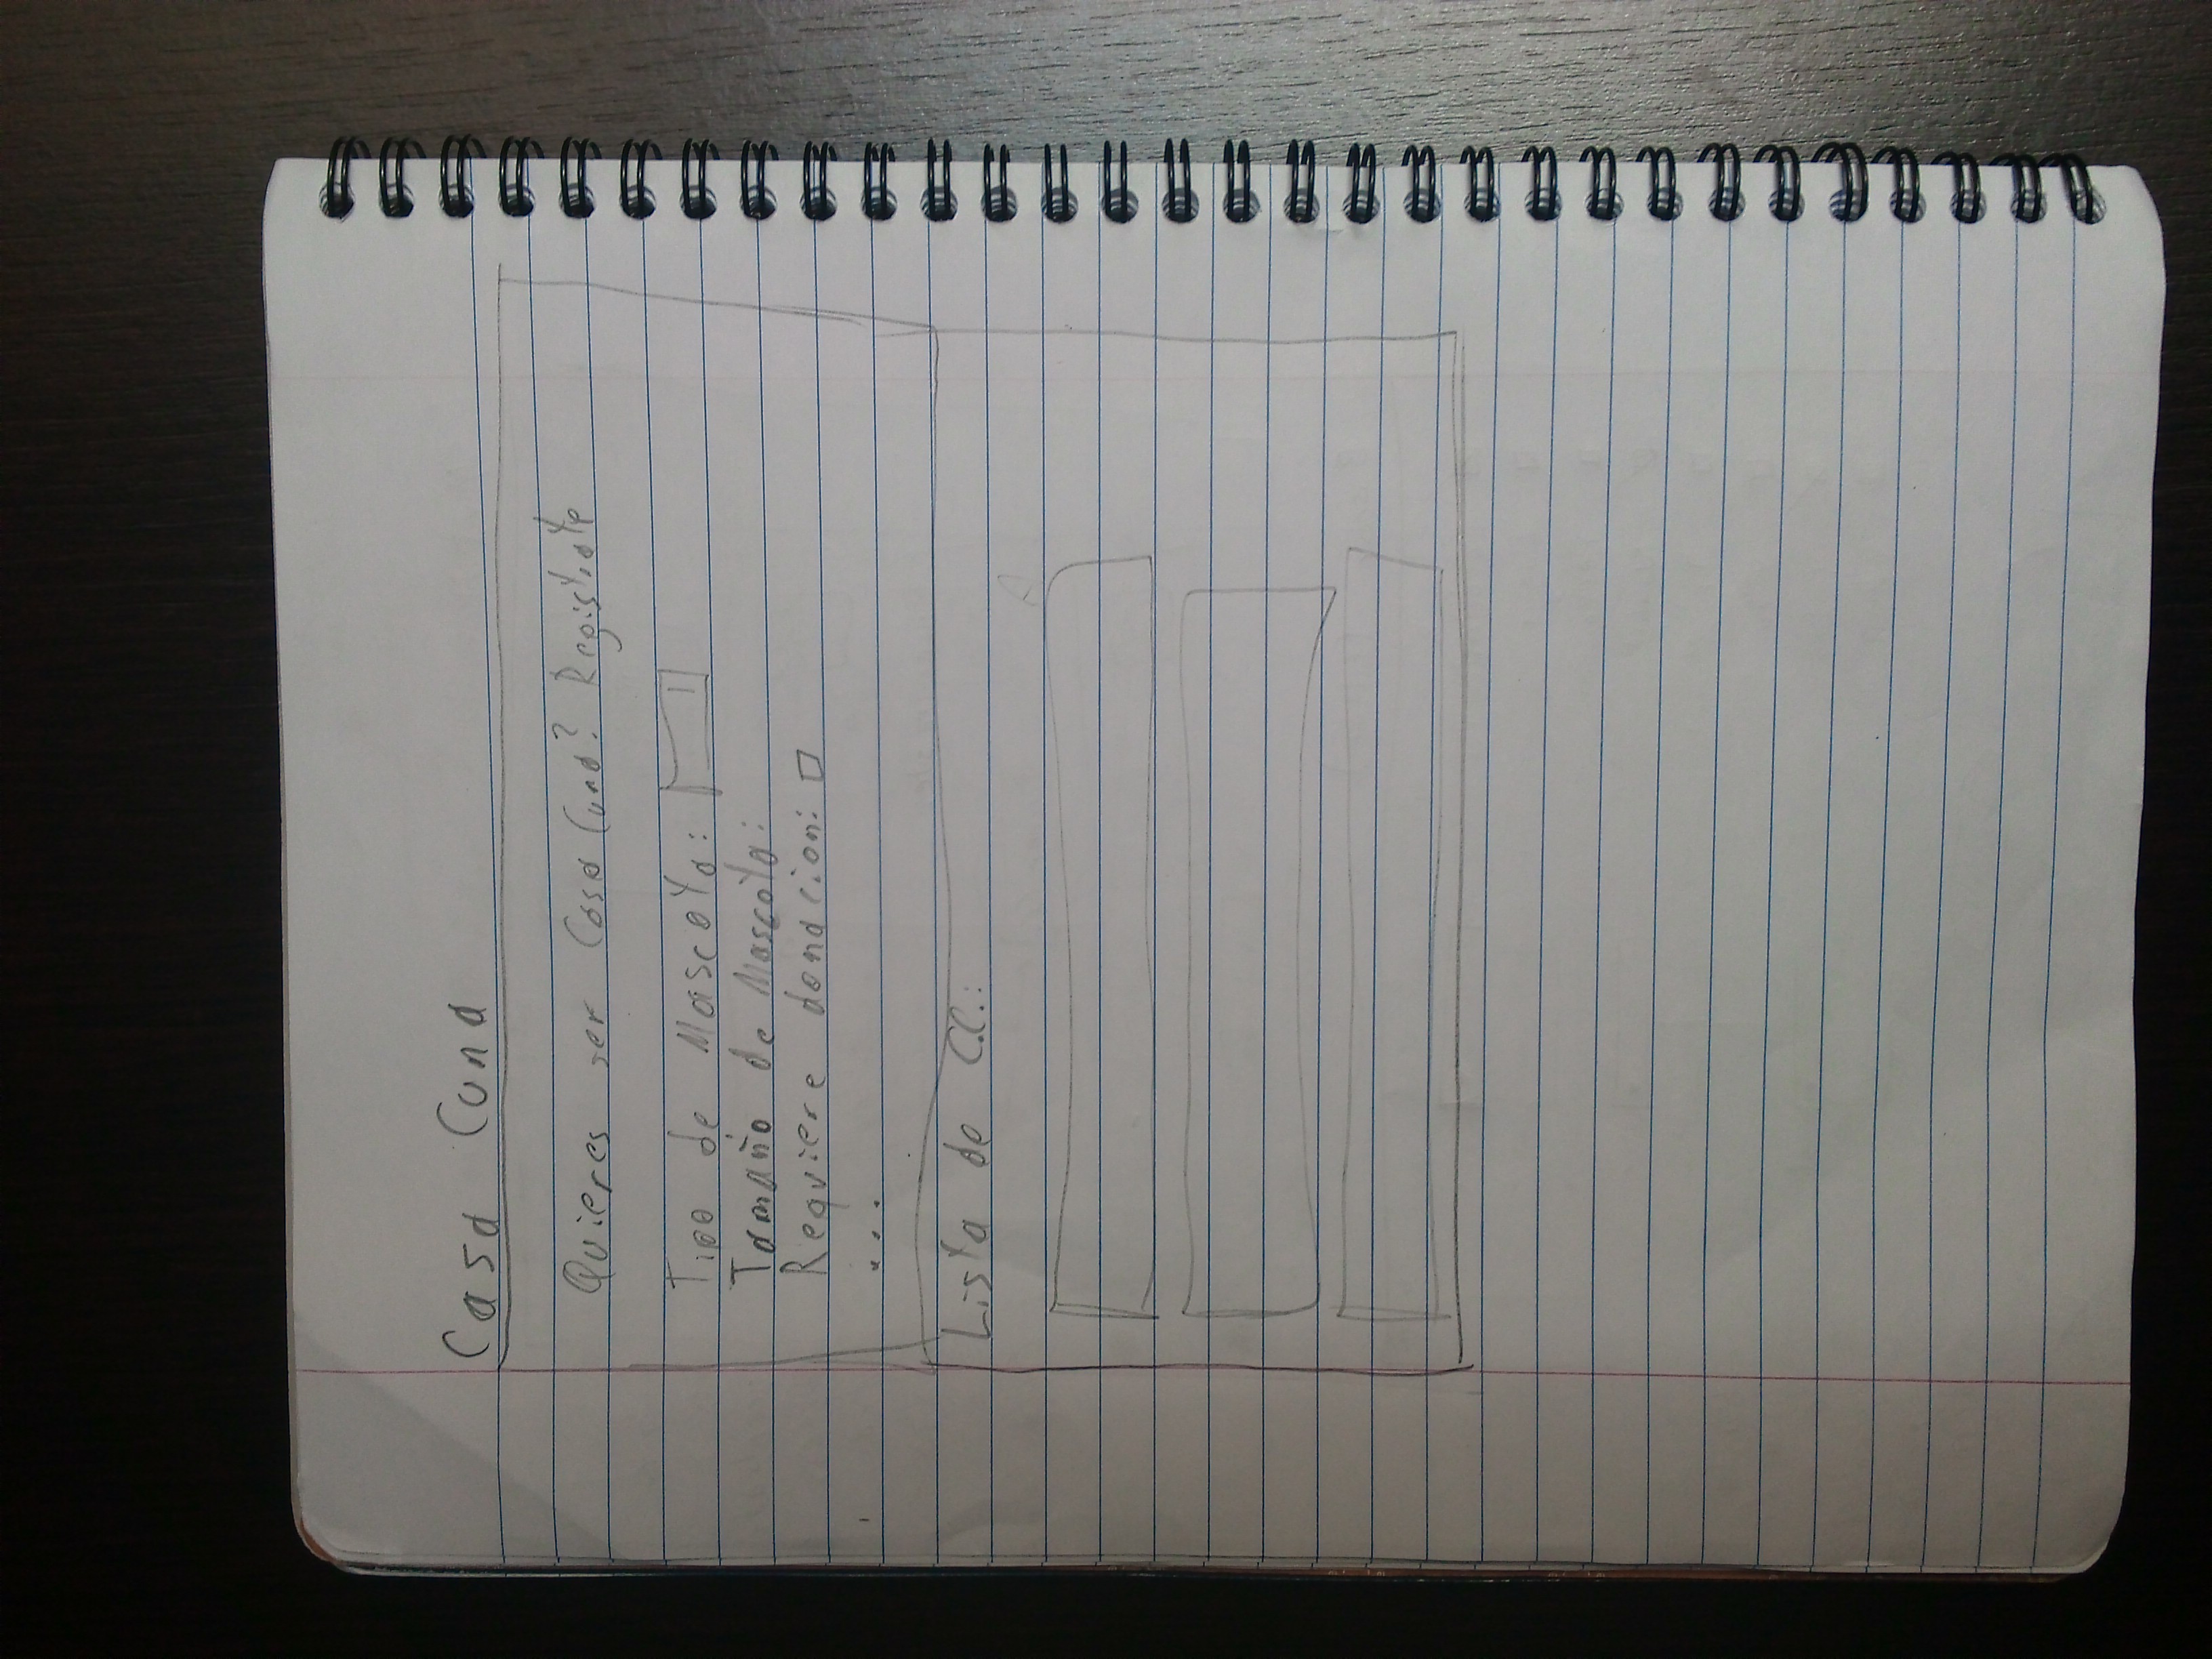 Casa Cuna
Quieres ser Casa Cuna? Registrate
Tipo de Mascota:
Tamaño de Mascota:
Requiere donacion:
...
Lista de C.C.: